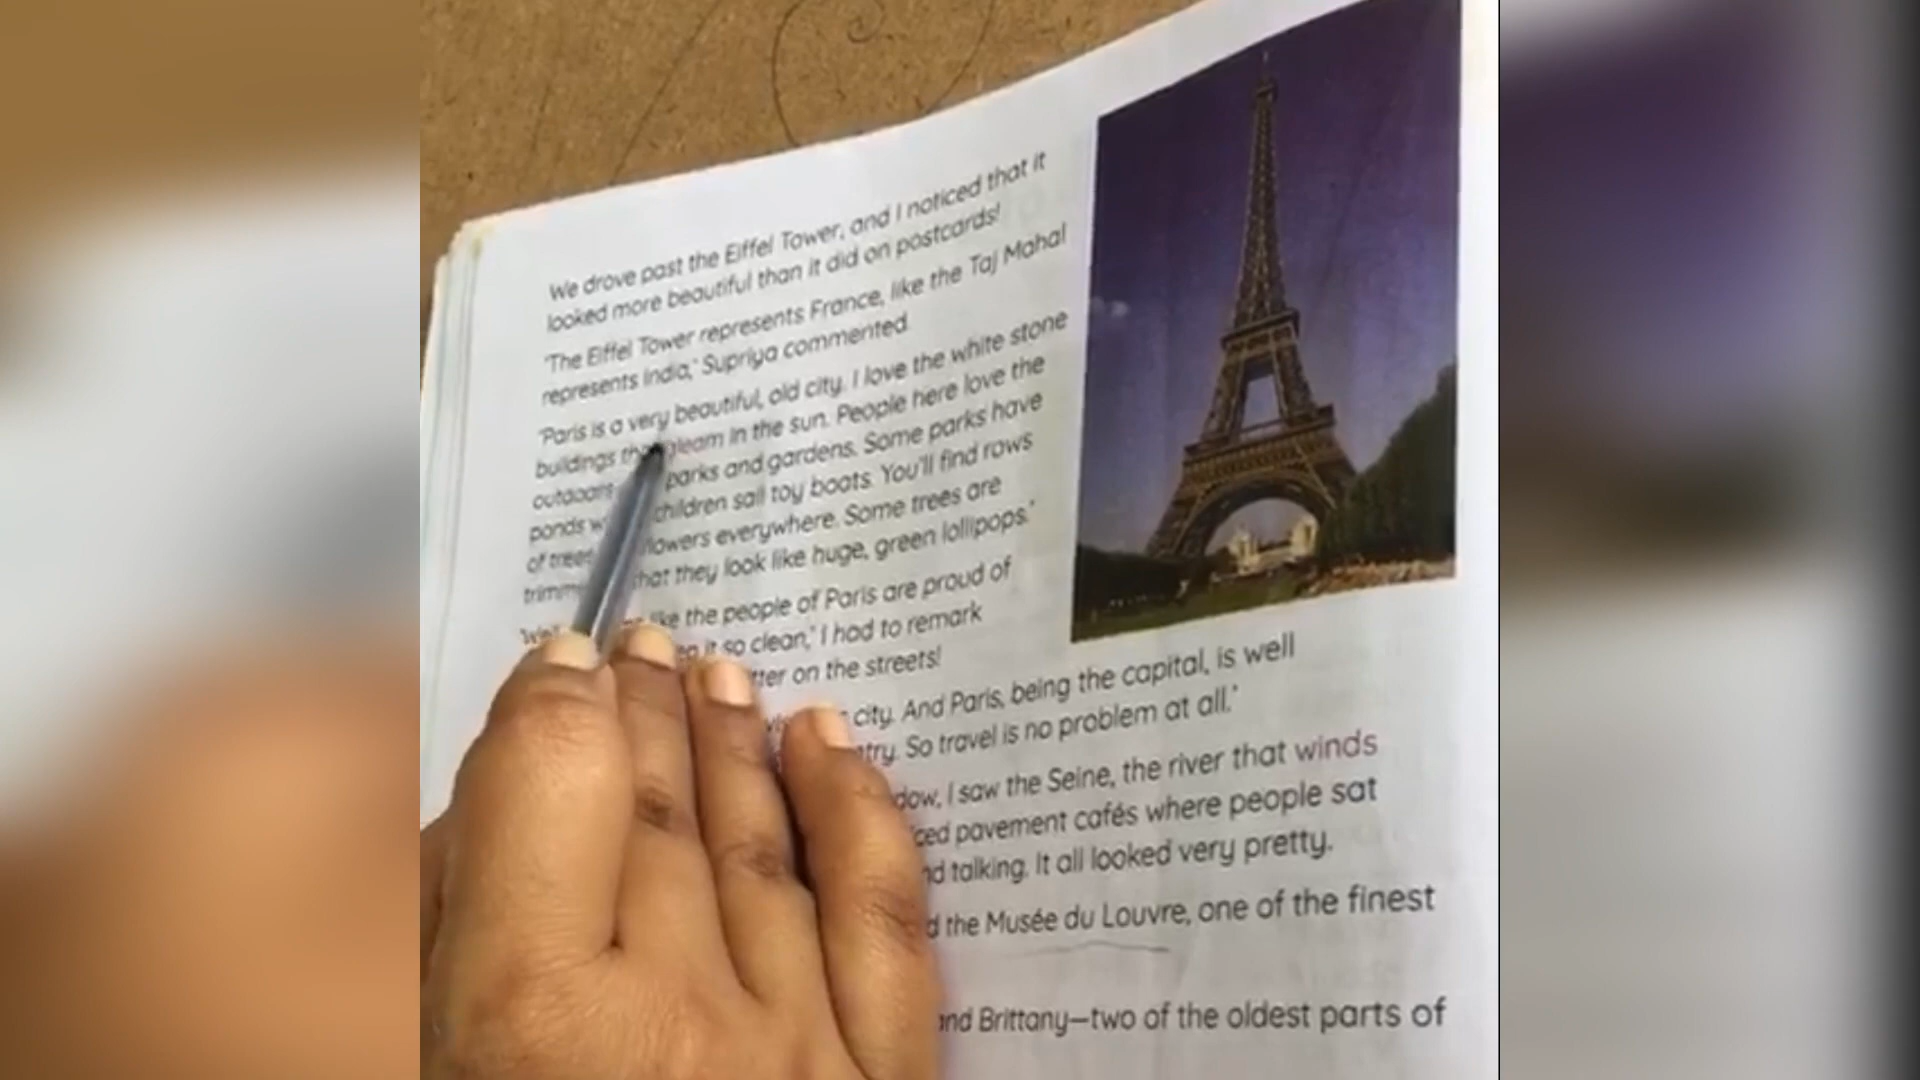 We drove past the Eiffel Tower, and I noticed that it
looked more beautiful than it did on postcards!
'The Eiffel Tower represents France, like the Taj Mahal
represents India,' Supriya commented.
'Paris is a very beautiful, old city. I love the white stone
buildings that gleam in the sun. People here love the
outdoors parks and gardens. Some parks have
ponds children sail toy boats. You'll find rows
of trees flowers everywhere. Some trees are
that they look like huge, green lollipops.'
like the people of Paris are proud of
it so clean,' I had to remark
on the streets!
city. And Paris, being the capital, is well
So travel is no problem at all.'
I saw the Seine, the river that winds
pavement cafés where people sat
talking. It all looked very pretty.
the Musée du Louvre, one of the finest
and Brittany—two of the oldest parts of